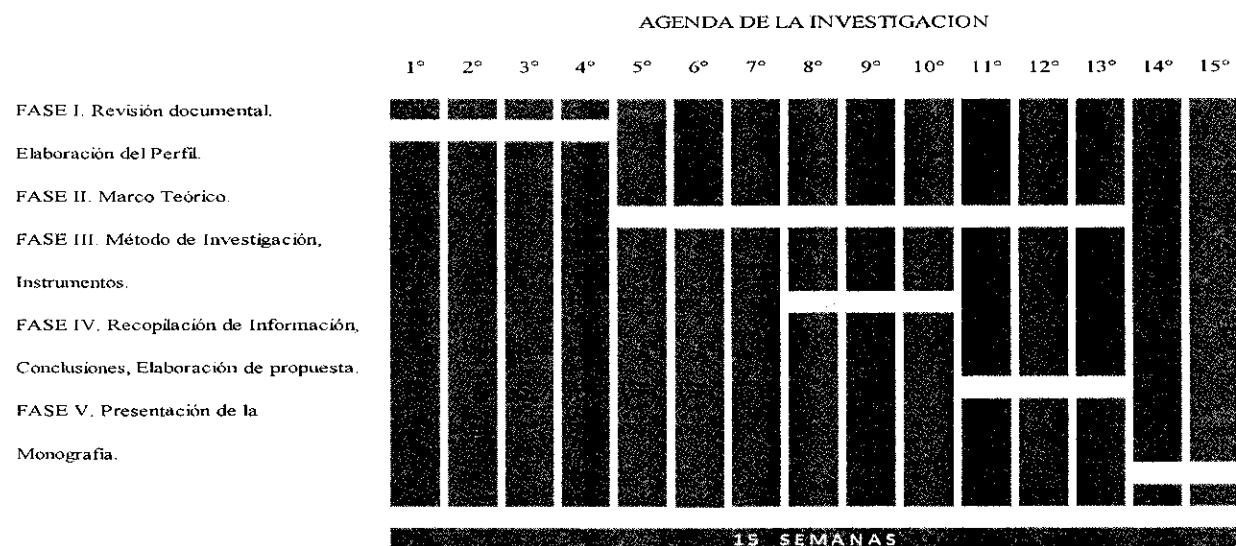 AGENDA DE LA INVESTIGACION
1° 2° 3° 4° 5° 6° 7° 8° 9° 10° 11° 12° 13° 14° 15°
FASE I. Revisión documental.
Elaboración del Perfil.
FASE II. Marco Teórico.
FASE III. Método de Investigación,
Instrumentos.
FASE IV. Recopilación de Información,
Conclusiones, Elaboración de propuesta.
FASE V. Presentación de la
Monografía.
15 SEMANAS